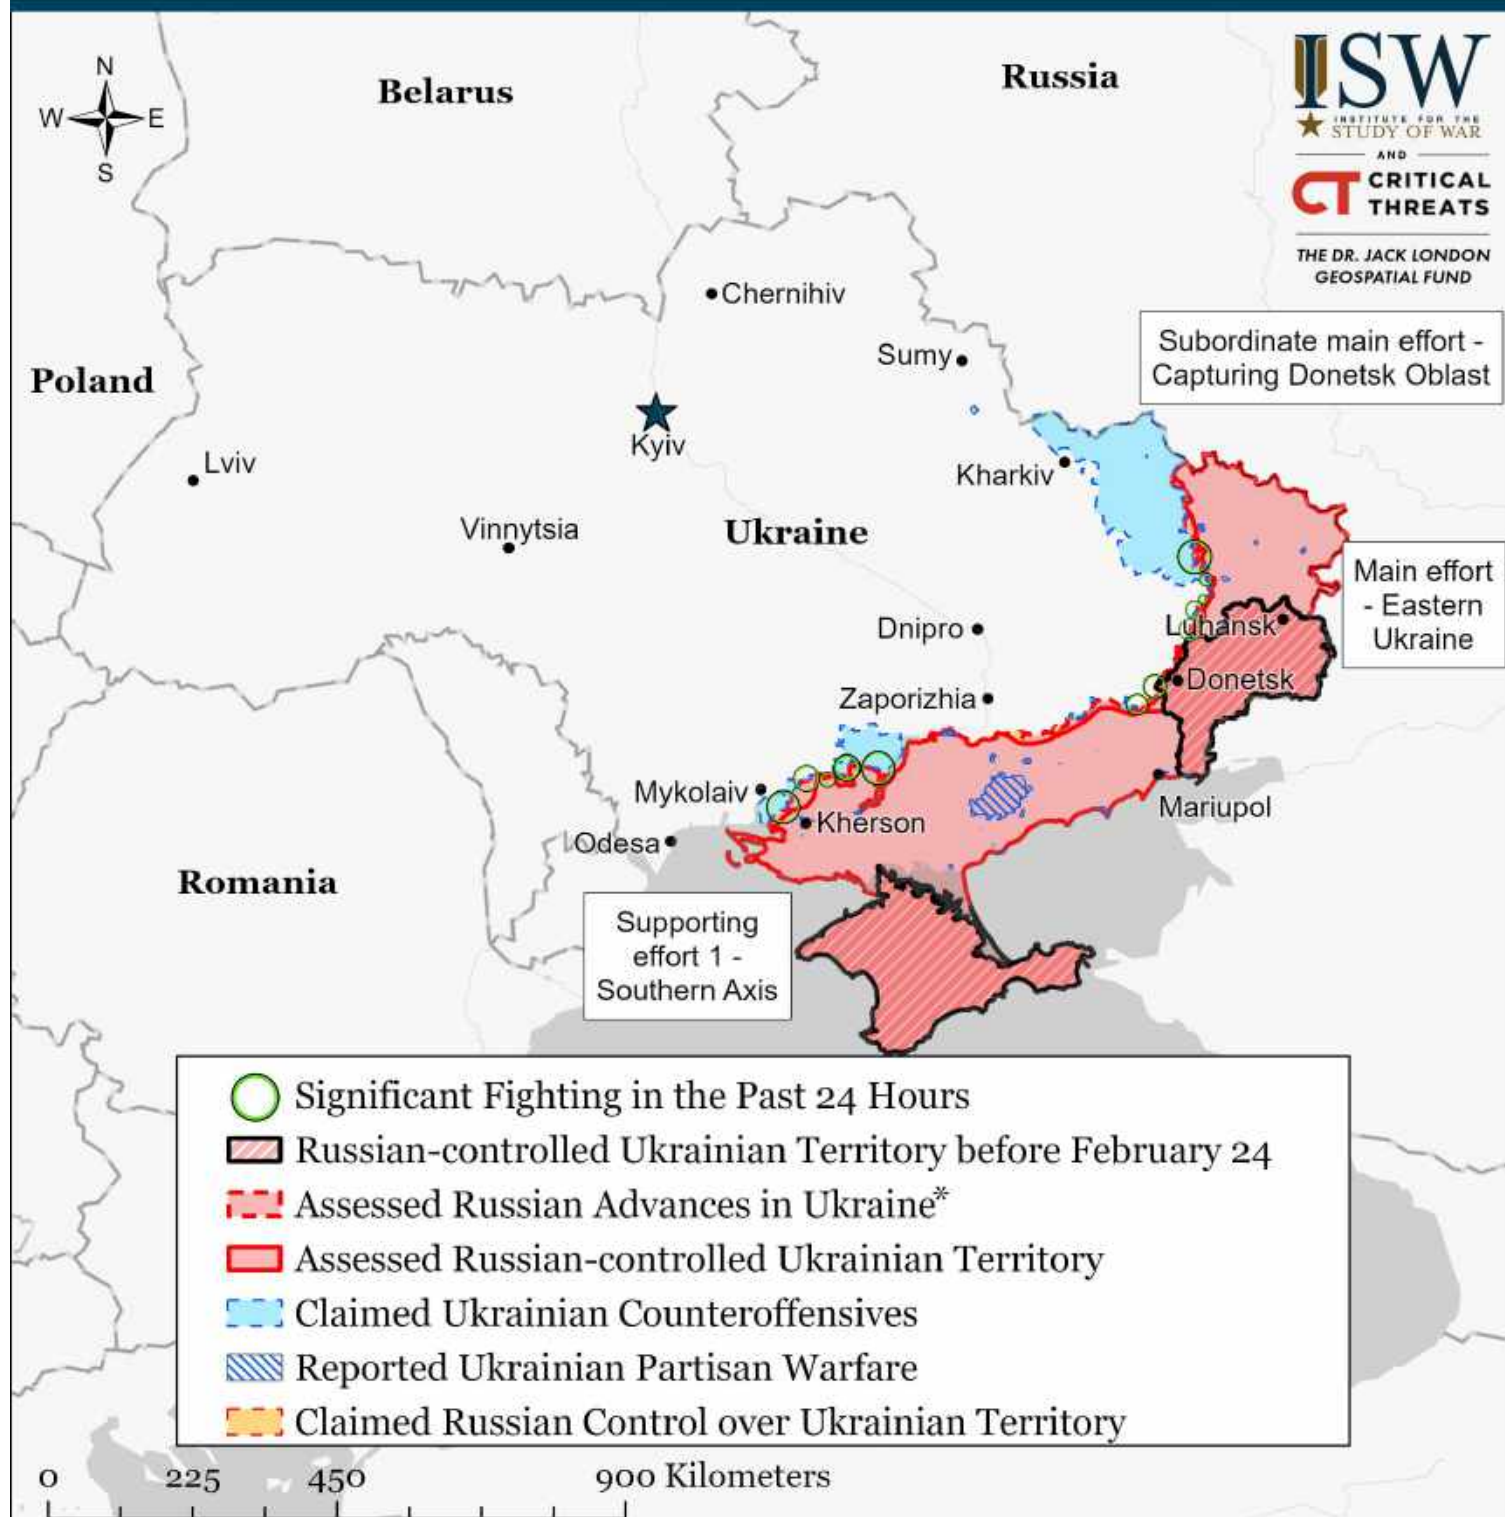 N
W
E
S
Belarus
Russia
ISW
INSTITUTE FOR THE
STUDY OF WAR
AND
CT CRITICAL
THREATS
THE DR. JACK LONDON
GEOSPATIAL FUND
Chernihiv
Subordinate main effort -
Capturing Donetsk Oblast
Sumy
Poland
Kyiv
Lviv
Kharkiv
Vinnytsia
Ukraine
Main effort
- Eastern
Ukraine
Dnipro
Luhansk
Donetsk
Zaporizhia
Mykolaiv
Mariupol
Kherson
Odesa
Romania
Supporting
effort 1 -
Southern Axis
Significant Fighting in the Past 24 Hours
Russian-controlled Ukrainian Territory before February 24
Assessed Russian Advances in Ukraine*
Assessed Russian-controlled Ukrainian Territory
Claimed Ukrainian Counteroffensives
Reported Ukrainian Partisan Warfare
Claimed Russian Control over Ukrainian Territory
0 225 450 900 Kilometers